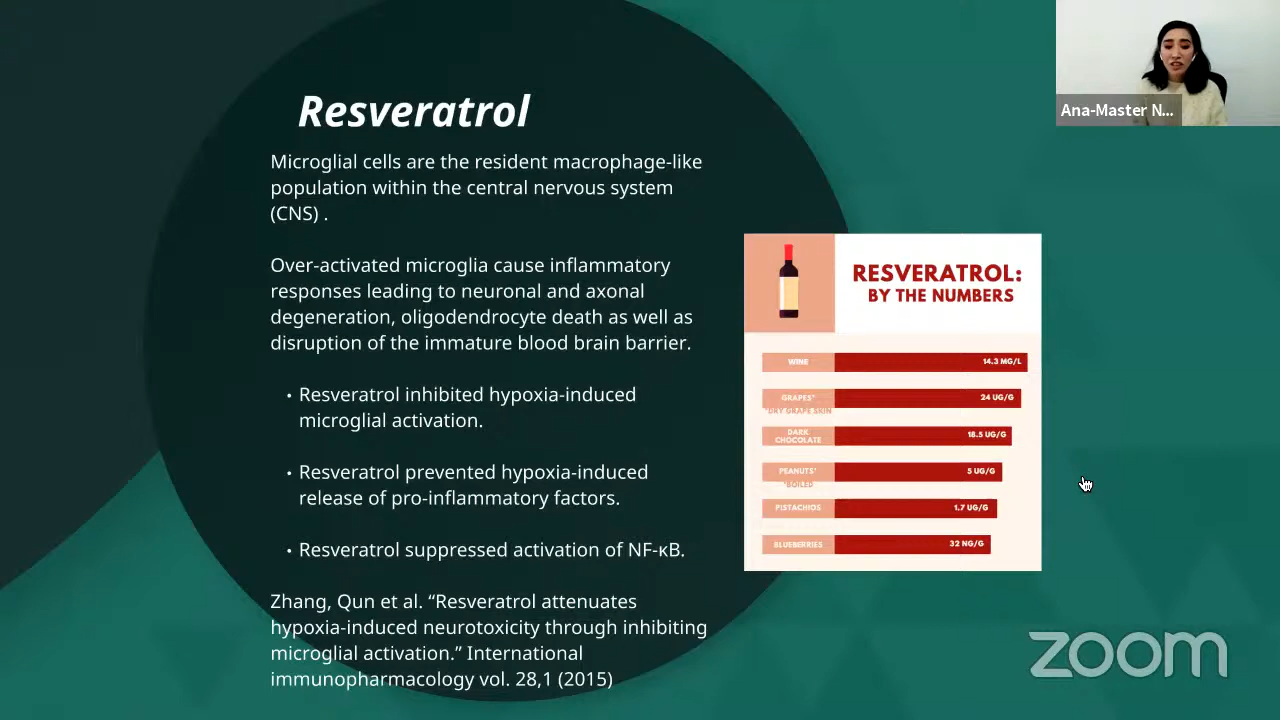 Resveratrol
Microglial cells are the resident macrophage-like
population within the central nervous system
(CNS) .
Over-activated microglia cause inflammatory
responses leading to neuronal and axonal
degeneration, oligodendrocyte death as well as
disruption of the immature blood brain barrier.
• Resveratrol inhibited hypoxia-induced
microglial activation.
• Resveratrol prevented hypoxia-induced
release of pro-inflammatory factors.
• Resveratrol suppressed activation of NF-κB.
Zhang, Qun et al. “Resveratrol attenuates
hypoxia-induced neurotoxicity through inhibiting
microglial activation.” International
immunopharmacology vol. 28,1 (2015)
RESVERATROL:
BY THE NUMBERS
WINE 14.3 MG/L
GRAPES* 24 UG/G
*DRY GRAPE SKIN
DARK
CHOCOLATE 18.5 UG/G
PEANUTS* 5 UG/G
*BOILED
PISTACHIOS 1.7 UG/G
BLUEBERRIES 32 NG/G
Ana-Master N...
zoom